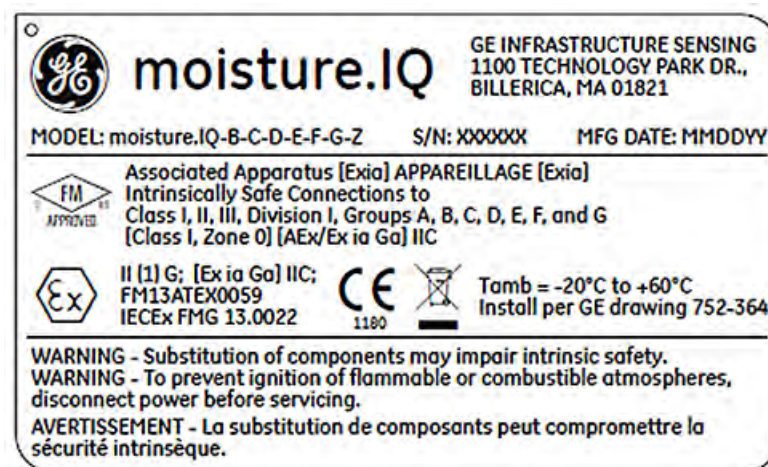 GE
moisture.IQ
GE INFRASTRUCTURE SENSING
1100 TECHNOLOGY PARK DR.,
BILLERICA, MA 01821
MODEL: moisture.IQ-B-C-D-E-F-G-Z S/N: XXXXXX MFG DATE: MMDDYY
FM
APPROVED
Associated Apparatus [Exia] APPAREILLAGE [Exia]
Intrinsically Safe Connections to
Class I, II, III, Division I, Groups A, B, C, D, E, F, and G
[Class I, Zone 0] [AEx/Ex ia Ga] IIC
Ex
II (1) G; [Ex ia Ga] IIC;
FM13ATEX0059
IECEx FMG 13.0022
CE
1180
Tamb = -20°C to +60°C
Install per GE drawing 752-364
WARNING - Substitution of components may impair intrinsic safety.
WARNING - To prevent ignition of flammable or combustible atmospheres,
disconnect power before servicing.
AVERTISSEMENT - La substitution de composants peut compromettre la
sécurité intrinsèque.